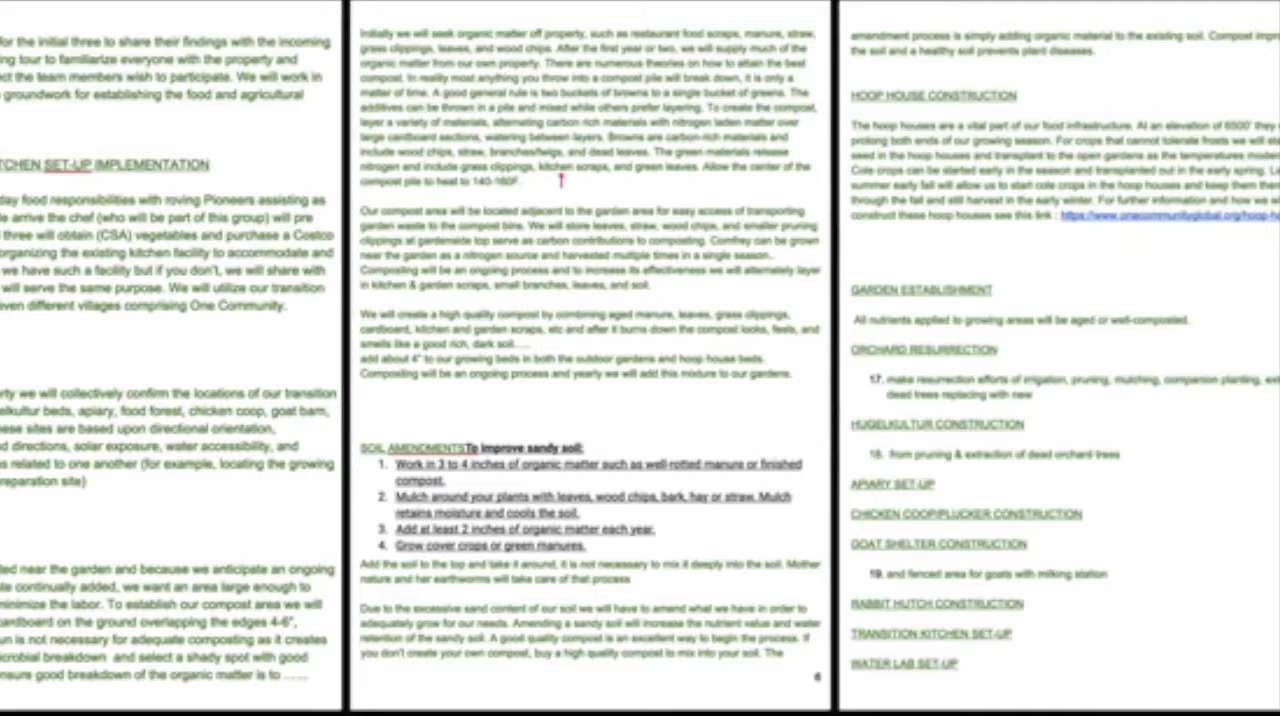 for the initial three to share their findings with the incoming
ing tour to familiarize everyone with the property and
ct the team members wish to participate. We will work in
groundwork for establishing the food and agricultural
TCHEN SET-UP IMPLEMENTATION
day food responsibilities with roving Pioneers assisting as
le arrive the chef (who will be part of this group) will pre
three will obtain (CSA) vegetables and purchase a Costco
organizing the existing kitchen facility to accommodate and
we have such a facility but if you don't, we will share with
will serve the same purpose. We will utilize our transition
even different villages comprising One Community.
rty we will collectively confirm the locations of our transition
elkultur beds, apiary, food forest, chicken coop, goat barn,
hese sites are based upon directional orientation,
d directions, solar exposure, water accessibility, and
s related to one another (for example, locating the growing
reparation site)
ted near the garden and because we anticipate an ongoing
te continually added, we want an area large enough to
minimize the labor. To establish our compost area we will
cardboard on the ground overlapping the edges 4-6",
un is not necessary for adequate composting as it creates
icrobial breakdown and select a shady spot with good
nsure good breakdown of the organic matter is to ......
Initially we will seek organic matter off property, such as restaurant food scraps, manure, straw,
grass clippings, leaves, and wood chips. After the first year or two, we will supply much of the
organic matter from our own property. There are numerous theories on how to attain the best
compost. In reality most anything you throw into a compost pile will break down, it is only a
matter of time. A good general rule is two buckets of browns to a single bucket of greens. The
additives can be thrown in a pile and mixed while others prefer layering. To create the compost,
layer a variety of materials, alternating carbon rich materials with nitrogen laden matter over
large cardboard sections, watering between layers. Browns are carbon-rich materials and
include wood chips, straw, branches/twigs, and dead leaves. The green materials release
nitrogen and include grass clippings, kitchen scraps, and green leaves. Allow the center of the
compost pile to heat to 140-160F.
Our compost area will be located adjacent to the garden area for easy access of transporting
garden waste to the compost bins. We will store leaves, straw, wood chips, and smaller pruning
clippings at gardenside top serve as carbon contributions to composting. Comfrey can be grown
near the garden as a nitrogen source and harvested multiple times in a single season..
Composting will be an ongoing process and to increase its effectiveness we will alternately layer
in kitchen & garden scraps, small branches, leaves, and soil.
We will create a high quality compost by combining aged manure, leaves, grass clippings,
cardboard, kitchen and garden scraps, etc and after it burns down the compost looks, feels, and
smells like a good rich, dark soil.....
add about 4" to our growing beds in both the outdoor gardens and hoop house beds.
Composting will be an ongoing process and yearly we will add this mixture to our gardens.
SOIL AMENDMENTSTo improve sandy soil:
1. Work in 3 to 4 inches of organic matter such as well-rotted manure or finished
compost.
2. Mulch around your plants with leaves, wood chips, bark, hay or straw. Mulch
retains moisture and cools the soil.
3. Add at least 2 inches of organic matter each year.
4. Grow cover crops or green manures.
Add the soil to the top and take it around, it is not necessary to mix it deeply into the soil. Mother
nature and her earthworms will take care of that process
Due to the excessive sand content of our soil we will have to amend what we have in order to
adequately grow for our needs. Amending a sandy soil will increase the nutrient value and water
retention of the sandy soil. A good quality compost is an excellent way to begin the process. If
you don't create your own compost, buy a high quality compost to mix into your soil. The
6
amendment process is simply adding organic material to the existing soil. Compost impr
the soil and a healthy soil prevents plant diseases.
HOOP HOUSE CONSTRUCTION
The hoop houses are a vital part of our food infrastructure. At an elevation of 6500' they
prolong both ends of our growing season. For crops that cannot tolerate frosts we will sta
seed in the hoop houses and transplant to the open gardens as the temperatures mode
Cole crops can be started early in the season and transplanted out in the early spring. La
summer early fall will allow us to start cole crops in the hoop houses and keep them there
through the fall and still harvest in the early winter. For further information and how we a
construct these hoop houses see this link : https://www.onecommunityglobal.org/hoop-h
GARDEN ESTABLISHMENT
All nutrients applied to growing areas will be aged or well-composted.
ORCHARD RESURRECTION
17. make resurrection efforts of irrigation, pruning, mulching, companion planting, ex
dead trees replacing with new
HUGELKULTUR CONSTRUCTION
18. from pruning & extraction of dead orchard trees
APIARY SET-UP
CHICKEN COOP/PLUCKER CONSTRUCTION
GOAT SHELTER CONSTRUCTION
19. and fenced area for goats with milking station
RABBIT HUTCH CONSTRUCTION
TRANSITION KITCHEN SET-UP
WATER LAB SET-UP